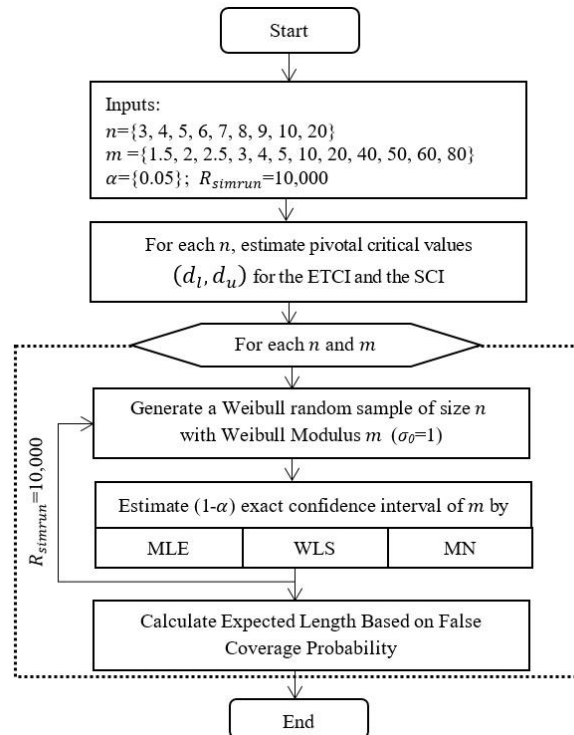 Start
Inputs:
n={3, 4, 5, 6, 7, 8, 9, 10, 20}
m ={1.5, 2, 2.5, 3, 4, 5, 10, 20, 40, 50, 60, 80}
α={0.05}; R_simrun=10,000
For each n, estimate pivotal critical values
(d_l, d_u) for the ETCI and the SCI
For each n and m
Generate a Weibull random sample of size n
with Weibull Modulus m (σ_0=1)
R_simrun=10,000
Estimate (1-α) exact confidence interval of m by
MLE
WLS
MN
Calculate Expected Length Based on False
Coverage Probability
End